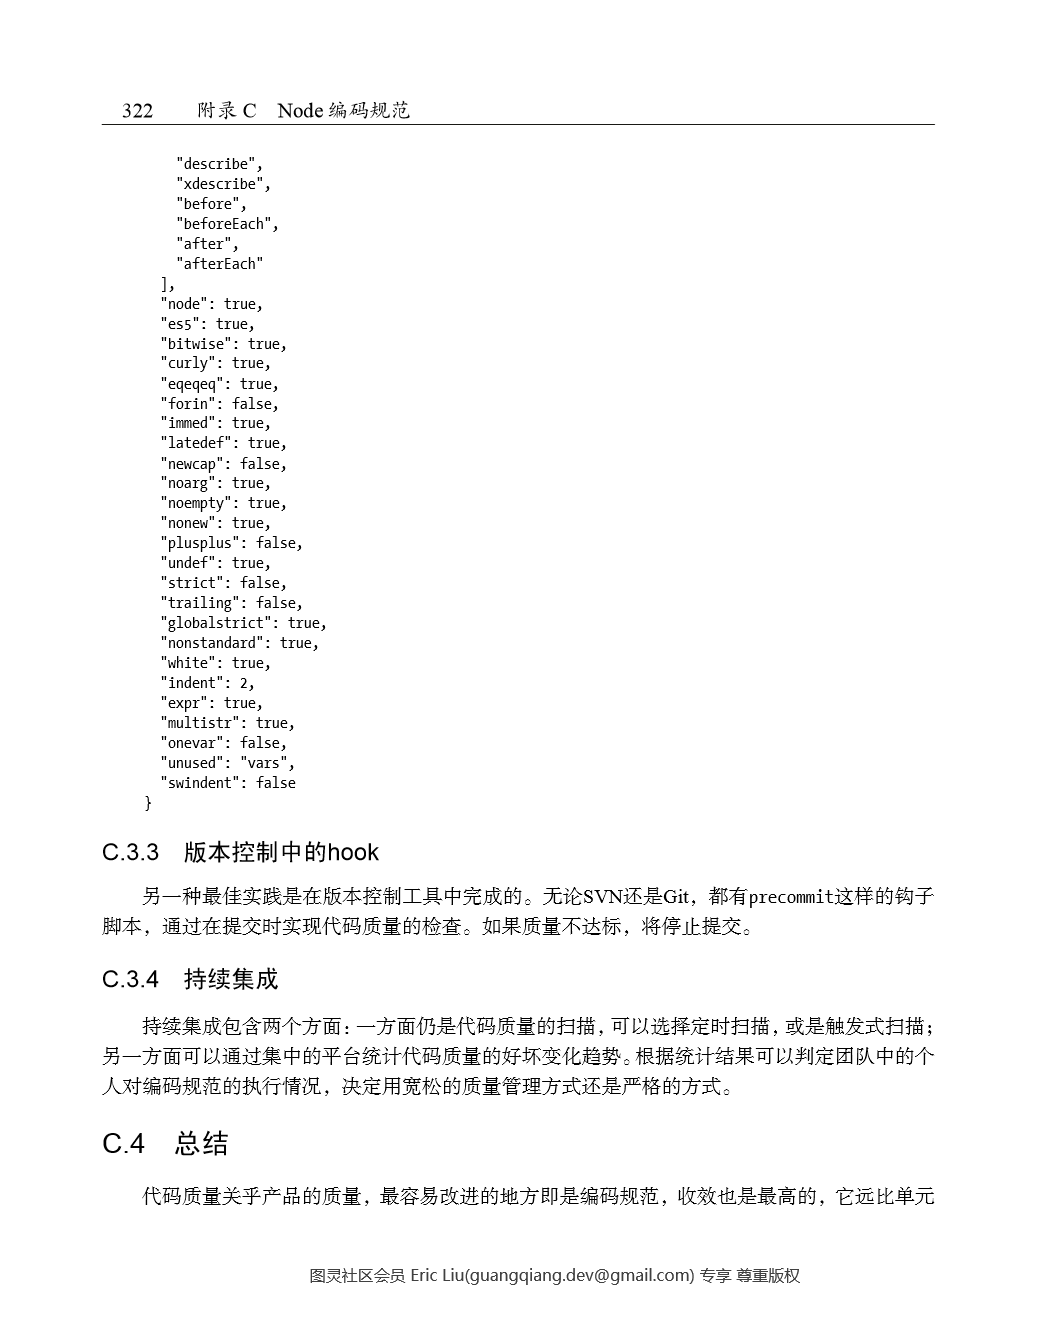 322 附录 C Node 编码规范
"describe",
"xdescribe",
"before",
"beforeEach",
"after",
"afterEach"
],
"node": true,
"es5": true,
"bitwise": true,
"curly": true,
"eqeqeq": true,
"forin": false,
"immed": true,
"latedef": true,
"newcap": false,
"noarg": true,
"noempty": true,
"nonew": true,
"plusplus": false,
"undef": true,
"strict": false,
"trailing": false,
"globalstrict": true,
"nonstandard": true,
"white": true,
"indent": 2,
"expr": true,
"multistr": true,
"onevar": false,
"unused": "vars",
"swindent": false
}
C.3.3 版本控制中的hook
另一种最佳实践是在版本控制工具中完成的。无论SVN还是Git，都有precommit这样的钩子
脚本，通过在提交时实现代码质量的检查。如果质量不达标，将停止提交。
C.3.4 持续集成
持续集成包含两个方面：一方面仍是代码质量的扫描，可以选择定时扫描，或是触发式扫描；
另一方面可以通过集中的平台统计代码质量的好坏变化趋势。根据统计结果可以判定团队中的个
人对编码规范的执行情况，决定用宽松的质量管理方式还是严格的方式。
C.4 总结
代码质量关乎产品的质量，最容易改进的地方即是编码规范，收效也是最高的，它远比单元
图灵社区会员 Eric Liu(guangqiang.dev@gmail.com) 专享 尊重版权